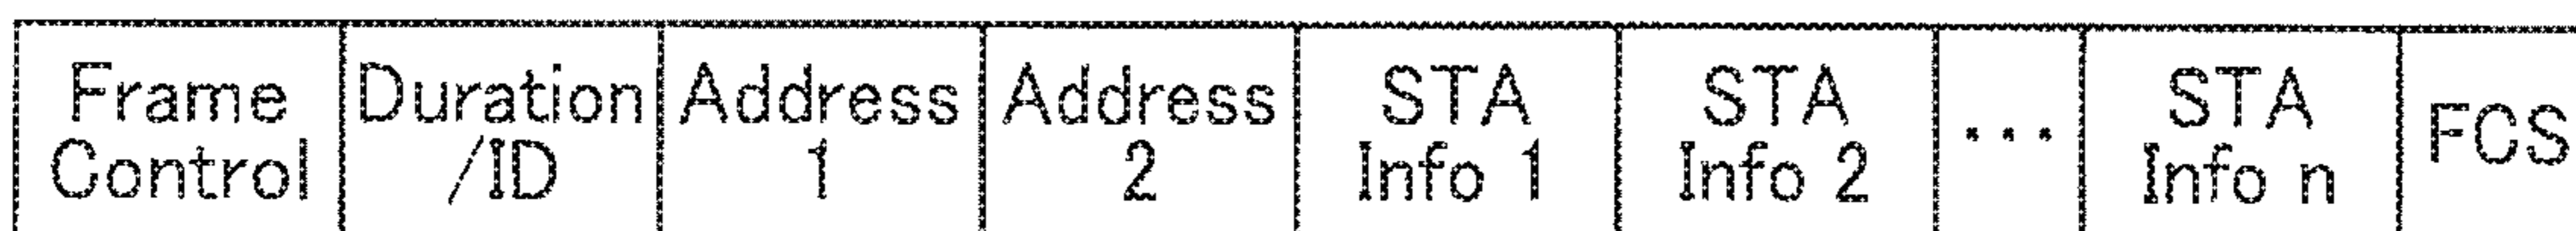 Frame Control Duration /ID Address 1 Address 2 STA Info 1 STA Info 2 ... STA Info n FCS